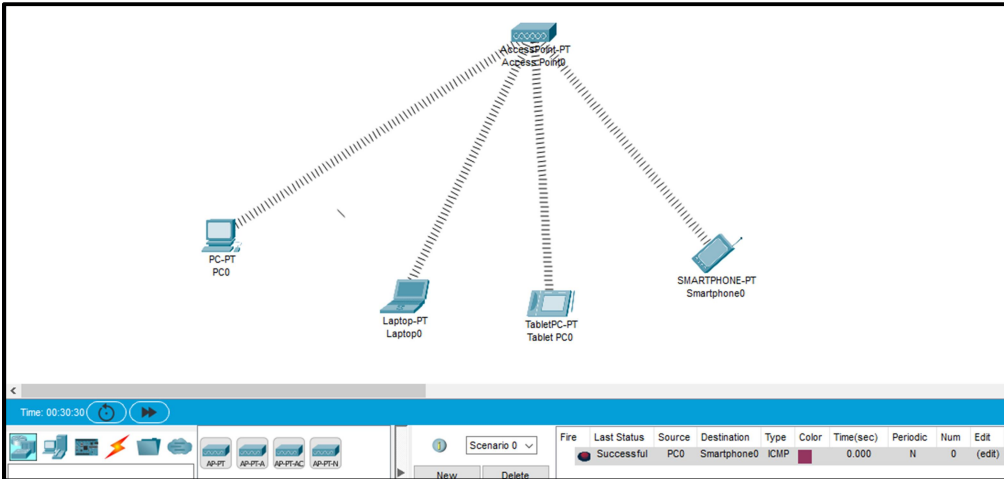 AccessPoint-PT
Access Point0
PC-PT
PC0
SMARTPHONE-PT
Smartphone0
Laptop-PT
Laptop0
TabletPC-PT
Tablet PC0
Time: 00:30:30
AP-PT AP-PT-A AP-PT-AC AP-PT-N
Scenario 0
New Delete
Fire Last Status Source Destination Type Color Time(sec) Periodic Num Edit
Successful PC0 Smartphone0 ICMP 0.000 N 0 (edit)